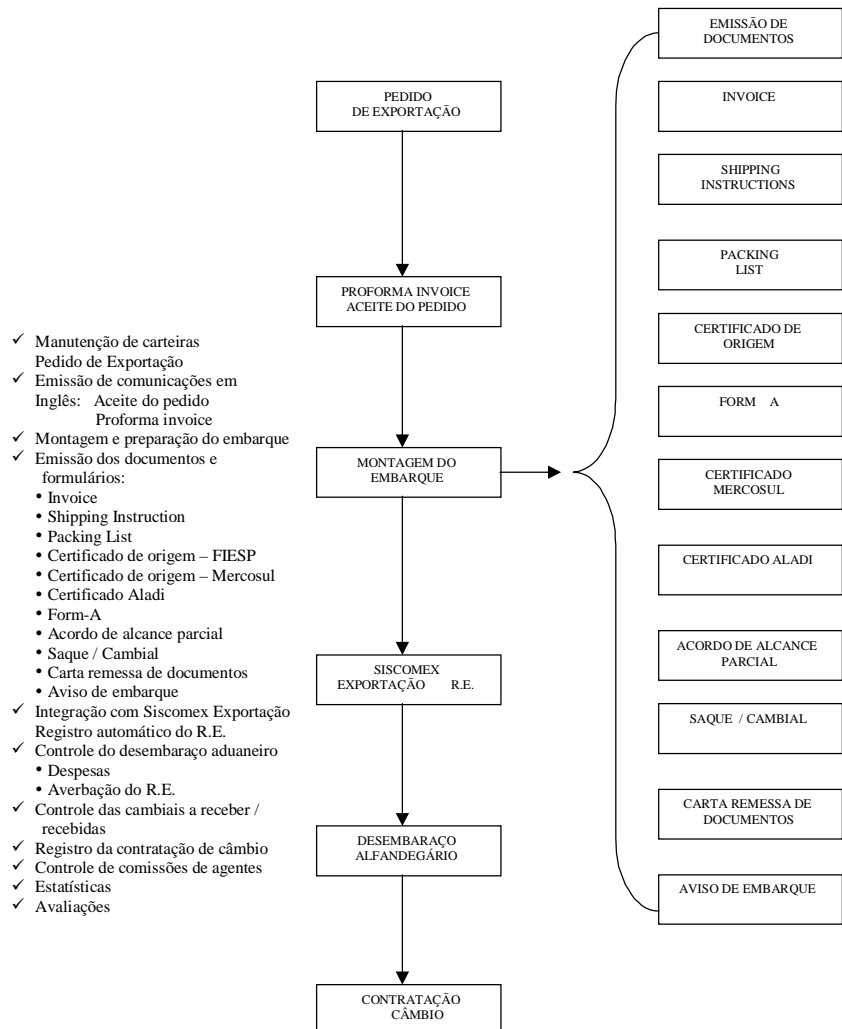 PEDIDO
DE EXPORTAÇÃO
PROFORMA INVOICE
ACEITE DO PEDIDO
MONTAGEM DO
EMBARQUE
SISCOMEX
EXPORTAÇÃO R.E.
DESEMBARAÇO
ALFANDEGÁRIO
CONTRATAÇÃO
CÂMBIO
✓ Manutenção de carteiras
Pedido de Exportação
✓ Emissão de comunicações em
Inglês: Aceite do pedido
Proforma invoice
✓ Montagem e preparação do embarque
✓ Emissão dos documentos e
formulários:
• Invoice
• Shipping Instruction
• Packing List
• Certificado de origem – FIESP
• Certificado de origem – Mercosul
• Certificado Aladi
• Form-A
• Acordo de alcance parcial
• Saque / Cambial
• Carta remessa de documentos
• Aviso de embarque
✓ Integração com Siscomex Exportação
Registro automático do R.E.
✓ Controle do desembaraço aduaneiro
• Despesas
• Averbação do R.E.
✓ Controle das cambiais a receber /
recebidas
✓ Registro da contratação de câmbio
✓ Controle de comissões de agentes
✓ Estatísticas
✓ Avaliações
EMISSÃO DE
DOCUMENTOS
INVOICE
SHIPPING
INSTRUCTIONS
PACKING
LIST
CERTIFICADO DE
ORIGEM
FORM A
CERTIFICADO
MERCOSUL
CERTIFICADO ALADI
ACORDO DE ALCANCE
PARCIAL
SAQUE / CAMBIAL
CARTA REMESSA DE
DOCUMENTOS
AVISO DE EMBARQUE